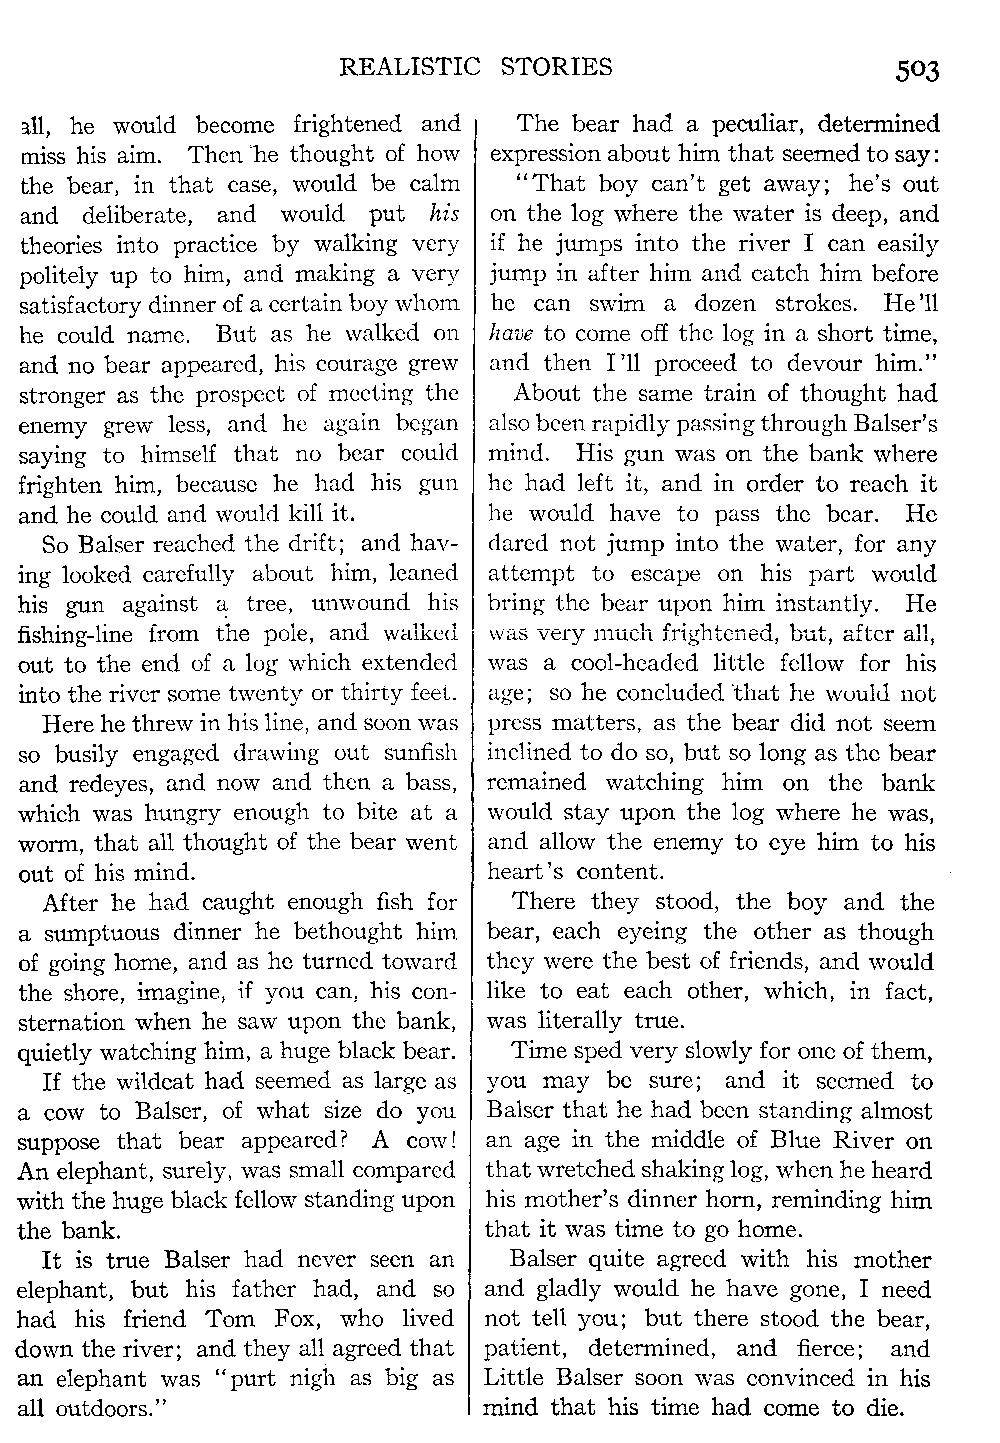 REALISTIC STORIES 503
all, he would become frightened and
miss his aim. Then he thought of how
the bear, in that case, would be calm
and deliberate, and would put his
theories into practice by walking very
politely up to him, and making a very
satisfactory dinner of a certain boy whom
he could name. But as he walked on
and no bear appeared, his courage grew
stronger as the prospect of meeting the
enemy grew less, and he again began
saying to himself that no bear could
frighten him, because he had his gun
and he could and would kill it.
So Balser reached the drift; and hav-
ing looked carefully about him, leaned
his gun against a tree, unwound his
fishing-line from the pole, and walked
out to the end of a log which extended
into the river some twenty or thirty feet.
Here he threw in his line, and soon was
so busily engaged drawing out sunfish
and redeyes, and now and then a bass,
which was hungry enough to bite at a
worm, that all thought of the bear went
out of his mind.
After he had caught enough fish for
a sumptuous dinner he bethought him
of going home, and as he turned toward
the shore, imagine, if you can, his con-
sternation when he saw upon the bank,
quietly watching him, a huge black bear.
If the wildcat had seemed as large as
a cow to Balser, of what size do you
suppose that bear appeared? A cow!
An elephant, surely, was small compared
with the huge black fellow standing upon
the bank.
It is true Balser had never seen an
elephant, but his father had, and so
had his friend Tom Fox, who lived
down the river; and they all agreed that
an elephant was "purt nigh as big as
all outdoors."
The bear had a peculiar, determined
expression about him that seemed to say:
"That boy can't get away; he's out
on the log where the water is deep, and
if he jumps into the river I can easily
jump in after him and catch him before
he can swim a dozen strokes. He'll
have to come off the log in a short time,
and then I'll proceed to devour him."
About the same train of thought had
also been rapidly passing through Balser's
mind. His gun was on the bank where
he had left it, and in order to reach it
he would have to pass the bear. He
dared not jump into the water, for any
attempt to escape on his part would
bring the bear upon him instantly. He
was very much frightened, but, after all,
was a cool-headed little fellow for his
age; so he concluded that he would not
press matters, as the bear did not seem
inclined to do so, but so long as the bear
remained watching him on the bank
would stay upon the log where he was,
and allow the enemy to eye him to his
heart's content.
There they stood, the boy and the
bear, each eyeing the other as though
they were the best of friends, and would
like to eat each other, which, in fact,
was literally true.
Time sped very slowly for one of them,
you may be sure; and it seemed to
Balser that he had been standing almost
an age in the middle of Blue River on
that wretched shaking log, when he heard
his mother's dinner horn, reminding him
that it was time to go home.
Balser quite agreed with his mother
and gladly would he have gone, I need
not tell you; but there stood the bear,
patient, determined, and fierce; and
Little Balser soon was convinced in his
mind that his time had come to die.